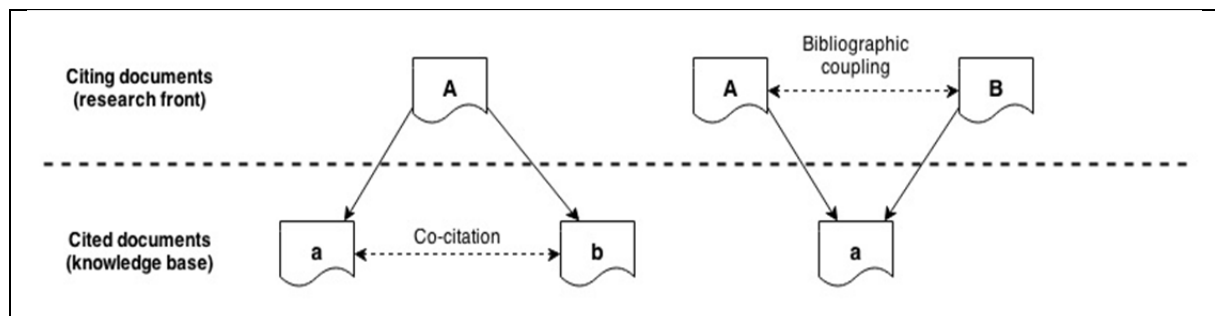 Citing documents
(research front)
A
A
Bibliographic
coupling
B
Cited documents
(knowledge base)
a
Co-citation
b
a